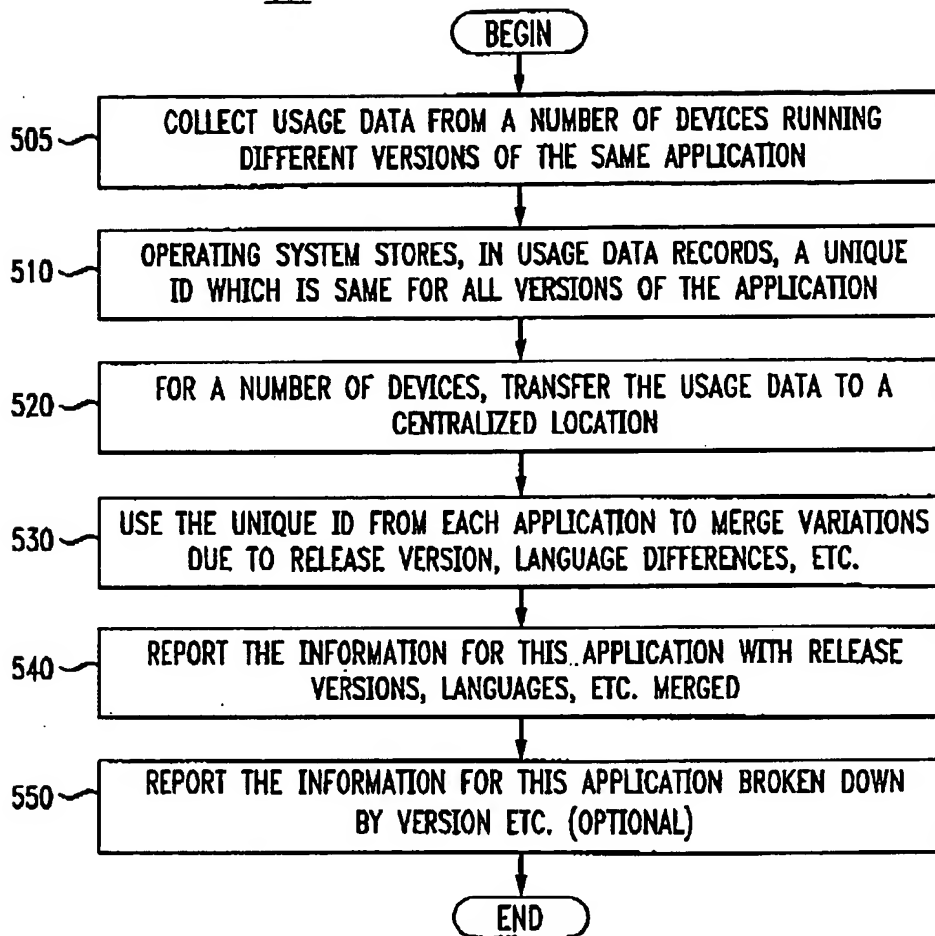 BEGIN
505
COLLECT USAGE DATA FROM A NUMBER OF DEVICES RUNNING
DIFFERENT VERSIONS OF THE SAME APPLICATION
510
OPERATING SYSTEM STORES, IN USAGE DATA RECORDS, A UNIQUE
ID WHICH IS SAME FOR ALL VERSIONS OF THE APPLICATION
520
FOR A NUMBER OF DEVICES, TRANSFER THE USAGE DATA TO A
CENTRALIZED LOCATION
530
USE THE UNIQUE ID FROM EACH APPLICATION TO MERGE VARIATIONS
DUE TO RELEASE VERSION, LANGUAGE DIFFERENCES, ETC.
540
REPORT THE INFORMATION FOR THIS APPLICATION WITH RELEASE
VERSIONS, LANGUAGES, ETC. MERGED
550
REPORT THE INFORMATION FOR THIS APPLICATION BROKEN DOWN
BY VERSION ETC. (OPTIONAL)
END